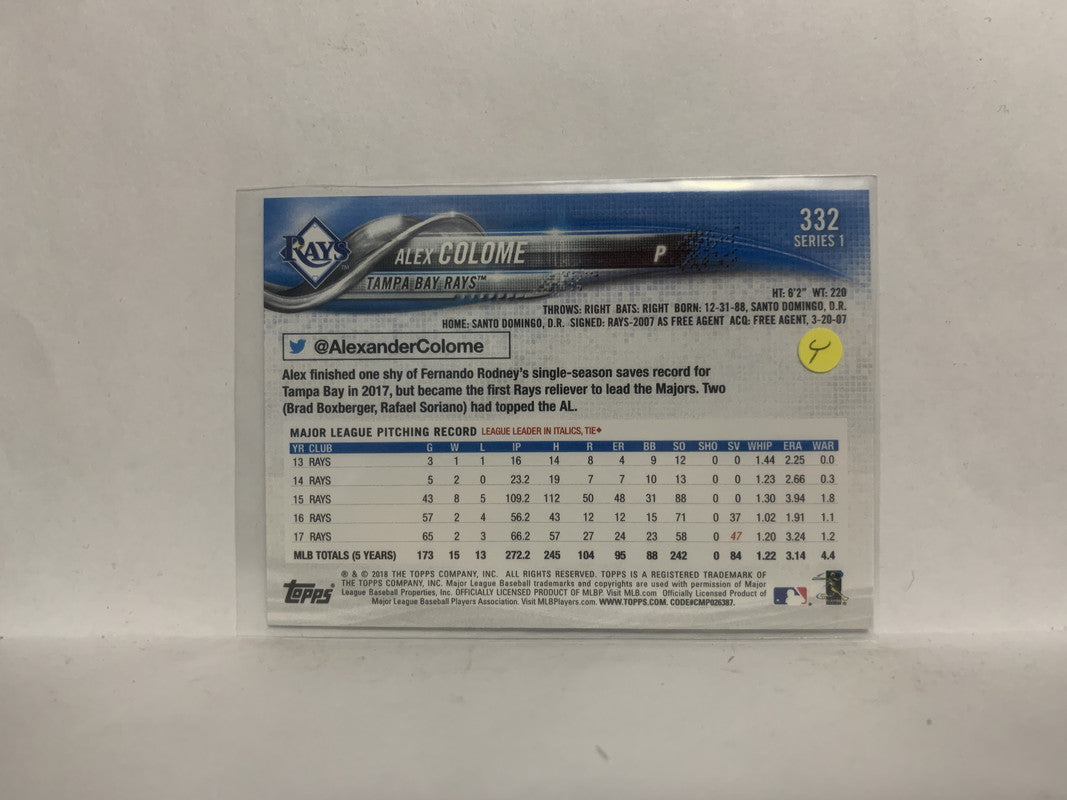 332
SERIES 1
RAYS™
ALEX COLOME P
TAMPA BAY RAYS™
HT: 6'2" WT: 220
THROWS: RIGHT BATS: RIGHT BORN: 12-31-88, SANTO DOMINGO, D.R.
HOME: SANTO DOMINGO, D.R. SIGNED: RAYS-2007 AS FREE AGENT ACQ: FREE AGENT, 3-20-07
@AlexanderColome
Alex finished one shy of Fernando Rodney's single-season saves record for
Tampa Bay in 2017, but became the first Rays reliever to lead the Majors. Two
(Brad Boxberger, Rafael Soriano) had topped the AL.
MAJOR LEAGUE PITCHING RECORD LEAGUE LEADER IN ITALICS, TIE♦
YR CLUB G W L IP H R ER BB SO SHO SV WHIP ERA WAR
13 RAYS 3 1 1 16 14 8 4 9 12 0 0 1.44 2.25 0.0
14 RAYS 5 2 0 23.2 19 7 7 10 13 0 0 1.23 2.66 0.3
15 RAYS 43 8 5 109.2 112 50 48 31 88 0 0 1.30 3.94 1.8
16 RAYS 57 2 4 56.2 43 12 12 15 71 0 37 1.02 1.91 1.1
17 RAYS 65 2 3 66.2 57 27 24 23 58 0 47 1.20 3.24 1.2
MLB TOTALS (5 YEARS) 173 15 13 272.2 245 104 95 88 242 0 84 1.22 3.14 4.4
® & © 2018 THE TOPPS COMPANY, INC. ALL RIGHTS RESERVED. TOPPS IS A REGISTERED TRADEMARK OF
THE TOPPS COMPANY, INC. Major League Baseball trademarks and copyrights are used with permission of Major
League Baseball Properties, Inc. OFFICIALLY LICENSED PRODUCT OF MLBP. Visit MLB.com Officially Licensed Product of
Major League Baseball Players Association. Visit MLBPlayers.com. WWW.TOPPS.COM. CODE#CMP026387.
Topps